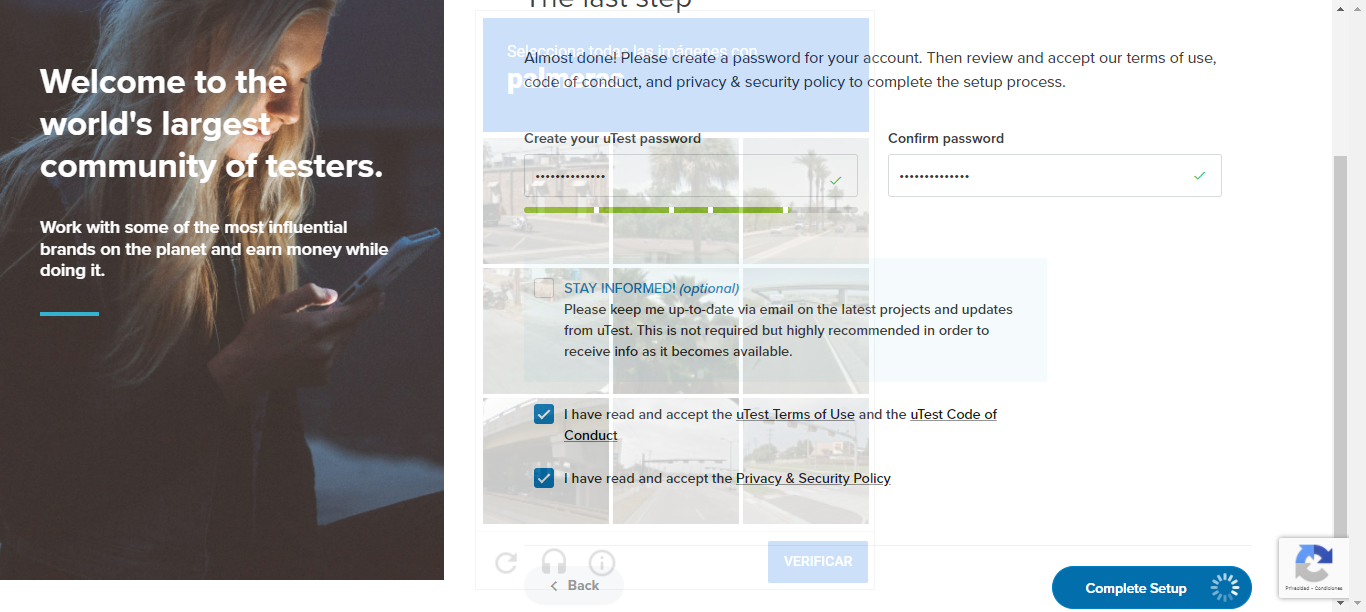 The last step
Welcome to the
world's largest
community of testers.
Work with some of the most influential
brands on the planet and earn money while
doing it.
Selecciona todas las imágenes con
palmeras
Almost done! Please create a password for your account. Then review and accept our terms of use,
code of conduct, and privacy & security policy to complete the setup process.
Create your uTest password
Confirm password
••••••••••••••
••••••••••••••
STAY INFORMED! (optional)
Please keep me up-to-date via email on the latest projects and updates
from uTest. This is not required but highly recommended in order to
receive info as it becomes available.
I have read and accept the uTest Terms of Use and the uTest Code of
Conduct
I have read and accept the Privacy & Security Policy
VERIFICAR
Back
Complete Setup
Privacidad - Condiciones